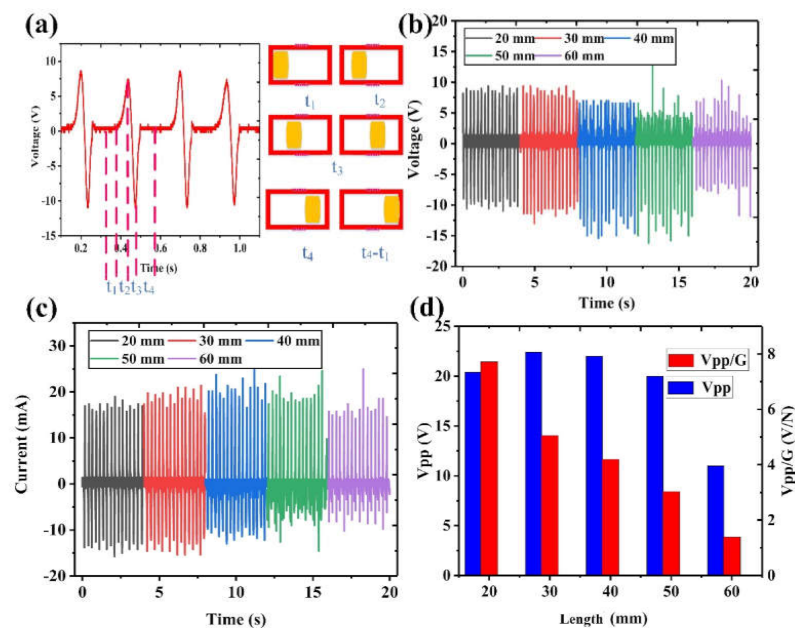 (a)
20
15
10
5
0
-5
-10
-15
Voltage (V)
0.2 0.4 0.6 0.8 1.0
Time (s)
t1 t2 t3 t4
t1 t2
t3
t4 t4-t1
(b)
20 mm 30 mm 40 mm
50 mm 60 mm
20
15
10
5
0
-5
-10
-15
-20
Voltage (V)
0 5 10 15 20
Time (s)
(c)
20 mm 30 mm 40 mm
50 mm 60 mm
30
20
10
0
-10
-20
Current (mA)
0 5 10 15 20
Time (s)
(d)
Vpp/G
Vpp
25
20
15
10
5
0
Vpp (V)
8
6
4
2
0
Vpp/G (V/N)
20 30 40 50 60
Length (mm)